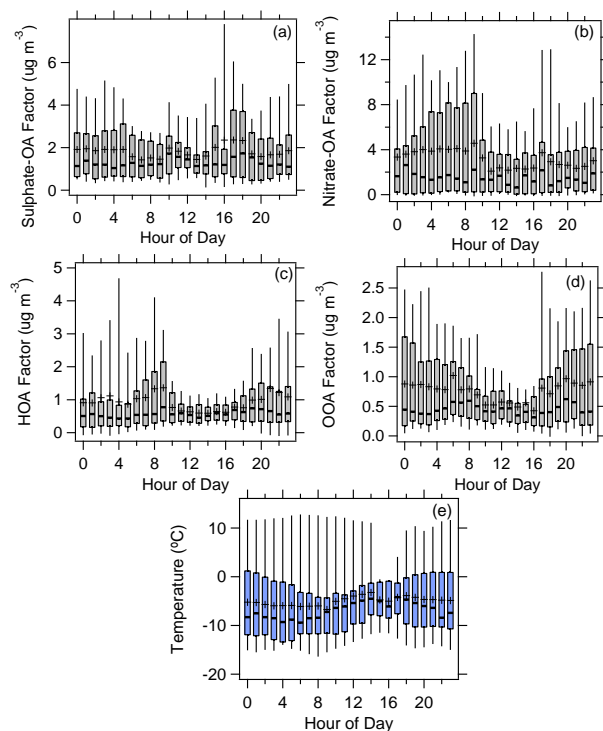 (a)
Sulphate-OA Factor (ug m⁻³)
8
6
4
2
0
0 4 8 12 16 20
Hour of Day
(b)
Nitrate-OA Factor (ug m⁻³)
12
8
4
0
0 4 8 12 16 20
Hour of Day
(c)
HOA Factor (ug m⁻³)
5
4
3
2
1
0
0 4 8 12 16 20
Hour of Day
(d)
OOA Factor (ug m⁻³)
2.5
2.0
1.5
1.0
0.5
0.0
0 4 8 12 16 20
Hour of Day
(e)
Temperature (ºC)
10
0
-10
-20
0 4 8 12 16 20
Hour of Day